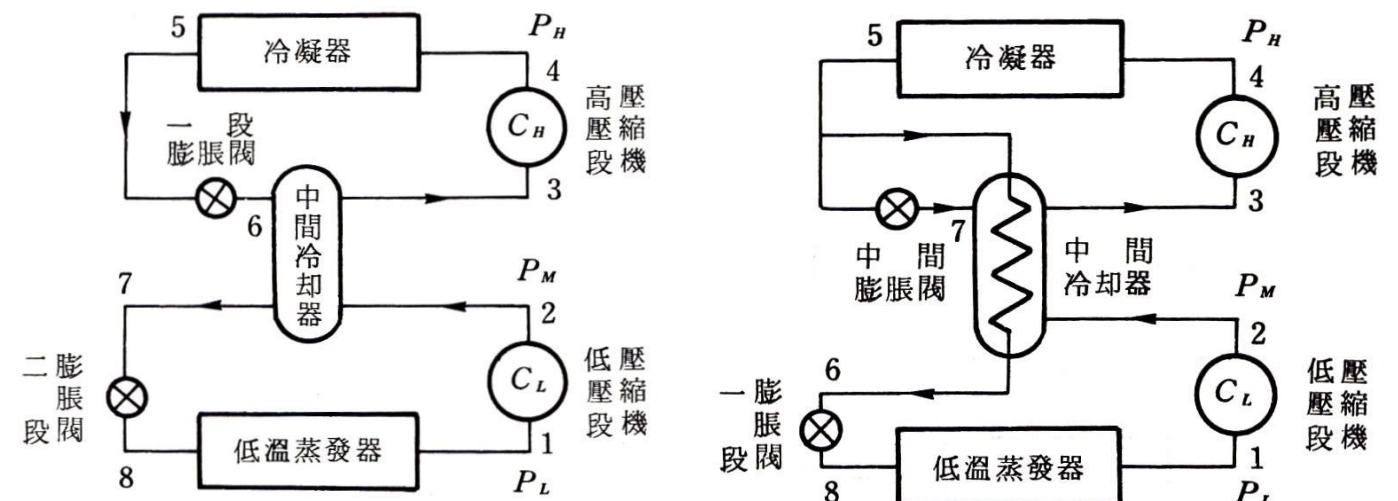 5
冷凝器
P_H
4
高壓
壓縮
段機
C_H
一段
膨脹閥
3
6
中間冷却器
7
P_M
2
低壓
壓縮
段機
C_L
二膨
脹
段閥
低溫蒸發器
1
8
P_L
5
冷凝器
P_H
4
高壓
壓縮
段機
C_H
3
7
中間
膨脹閥
中間
冷却器
P_M
2
低壓
壓縮
段機
C_L
6
一膨
脹
段閥
低溫蒸發器
1
8
P_L